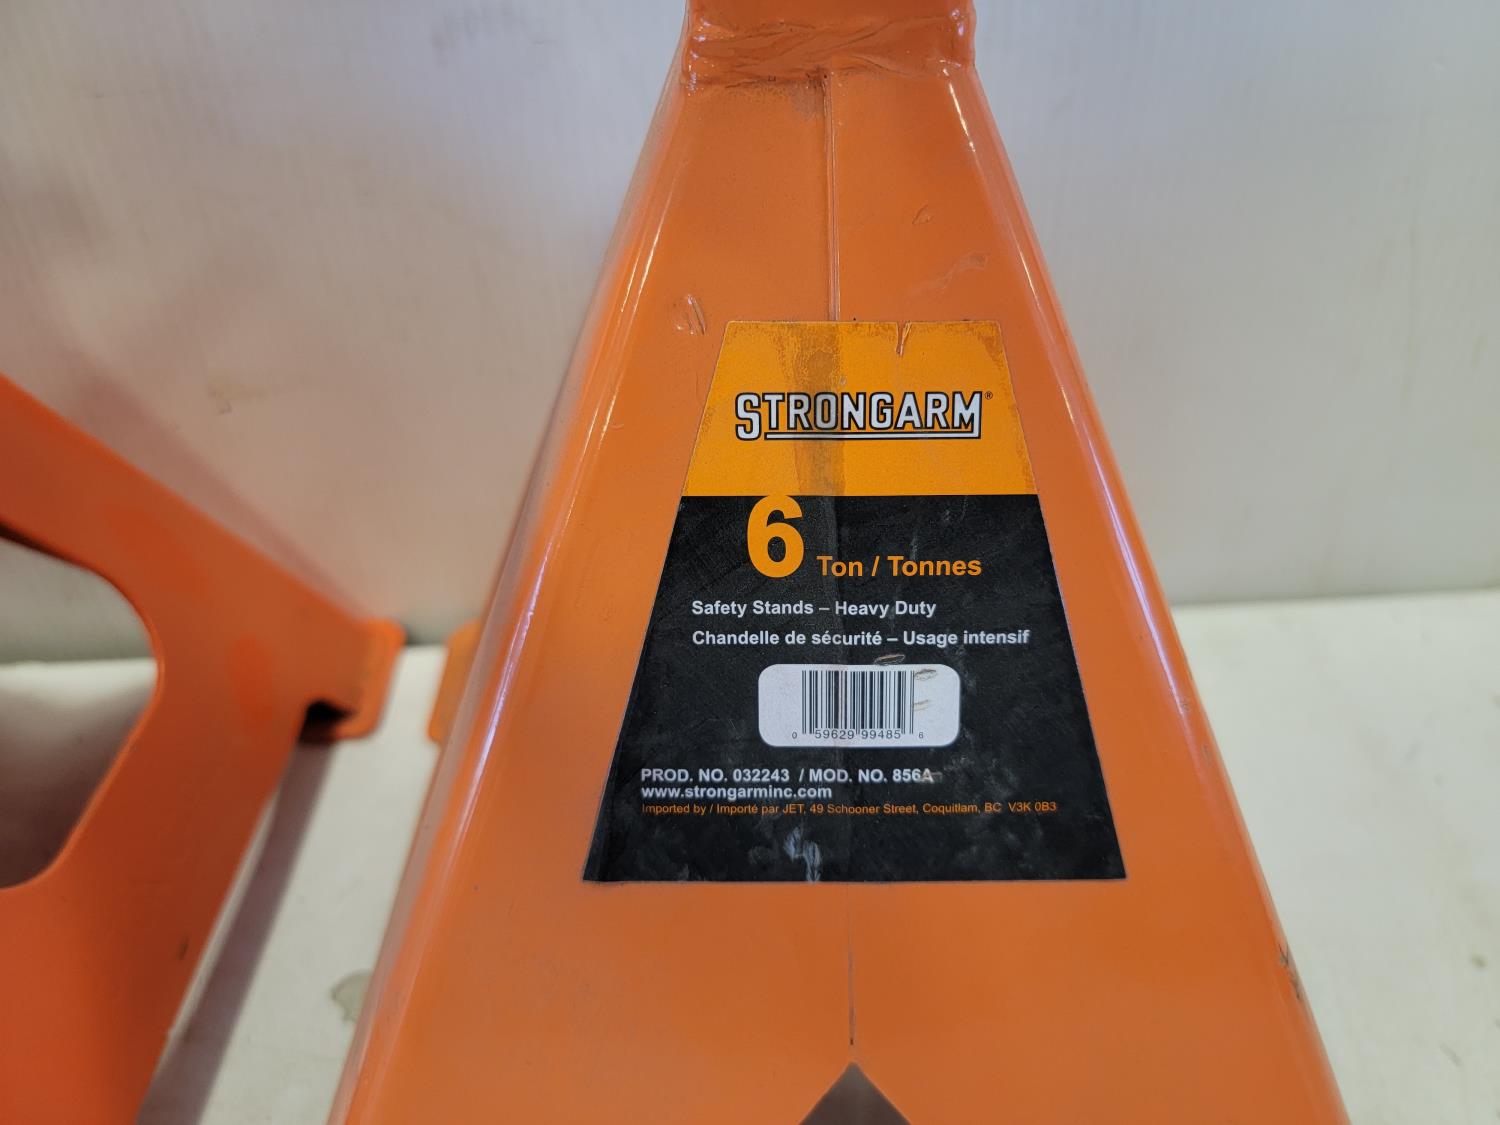 STRONGARM®
6 Ton / Tonnes
Safety Stands – Heavy Duty
Chandelle de sécurité – Usage intensif
0 59629 99485 6
PROD. NO. 032243 / MOD. NO. 856A
www.strongarminc.com
Imported by / Importé par JET, 49 Schooner Street, Coquitlam, BC V3K 0B3